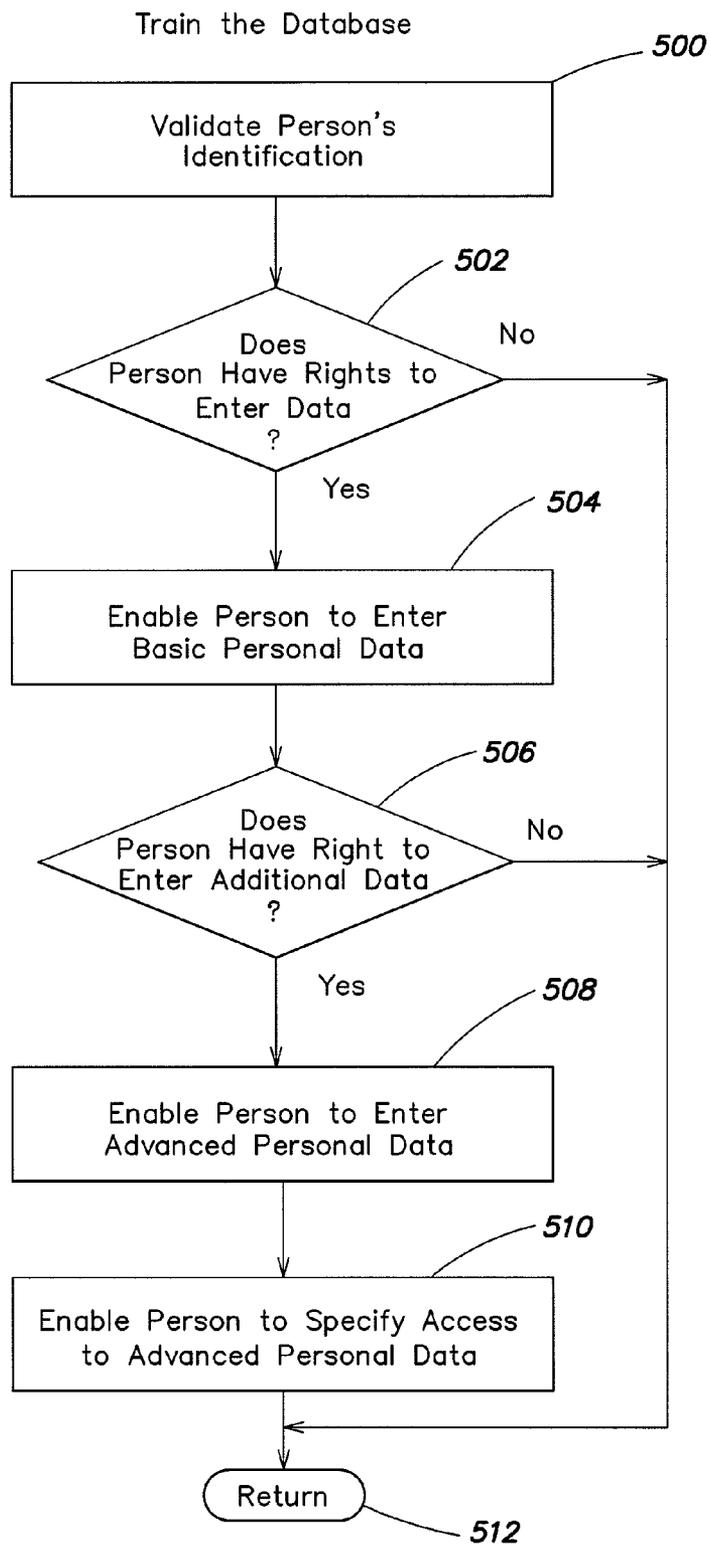 Train the Database
500
Validate Person's
Identification
502
Does
Person Have Rights to
Enter Data
?
No
Yes
504
Enable Person to Enter
Basic Personal Data
506
Does
Person Have Right to
Enter Additional Data
?
No
Yes
508
Enable Person to Enter
Advanced Personal Data
510
Enable Person to Specify Access
to Advanced Personal Data
Return
512